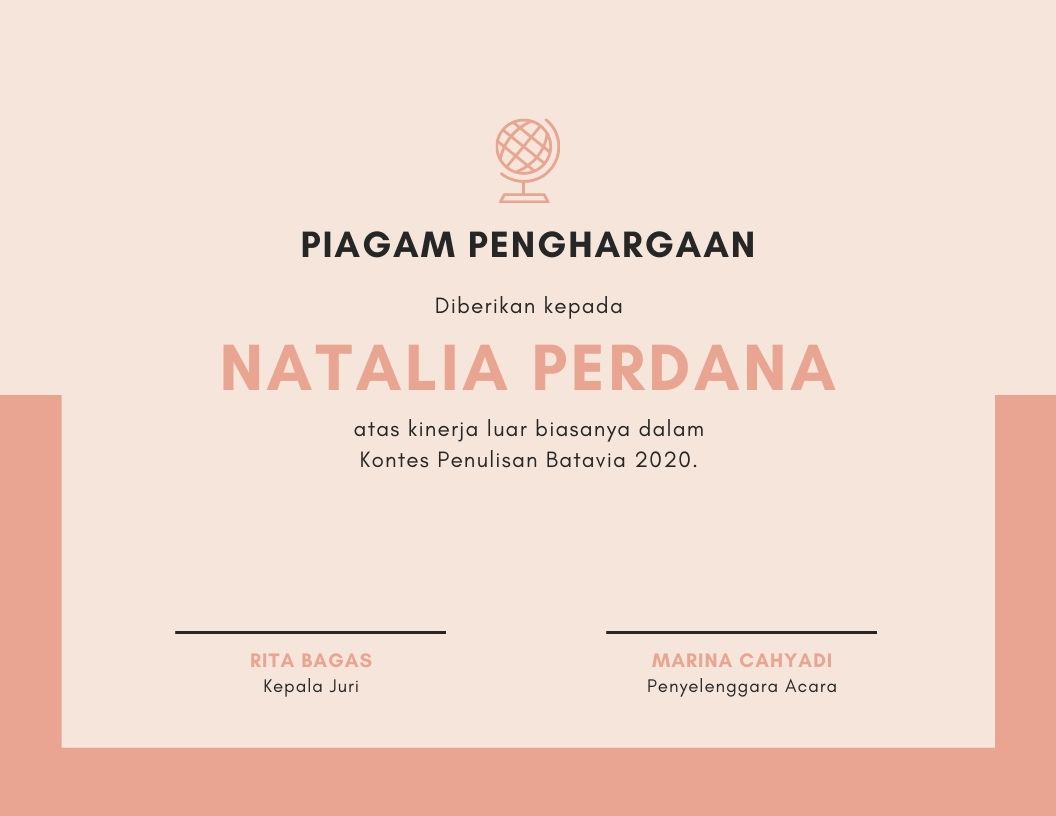 PIAGAM PENGHARGAAN
Diberikan kepada
NATALIA PERDANA
atas kinerja luar biasanya dalam
Kontes Penulisan Batavia 2020.
RITA BAGAS
Kepala Juri
MARINA CAHYADI
Penyelenggara Acara